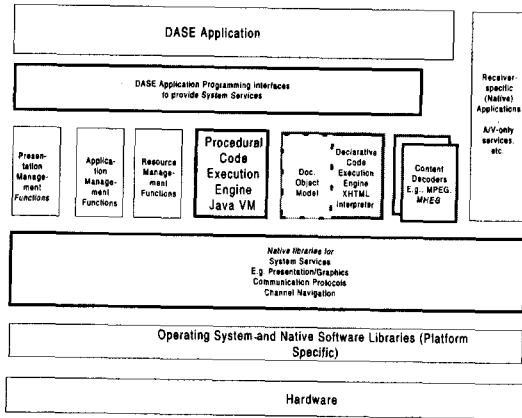 DASE Application
DASE Application Programming Interfaces
to provide System Services
Receiver-
specific
(Native)
Applications
A/V-only
services,
etc.
Presen-
tation
Manage-
ment
Functions
Applica-
tion
Manage-
ment
Functions
Resource
Manage-
ment
Functions
Procedural
Code
Execution
Engine
Java VM
Doc.
Object
Model
Declarative
Code
Execution
Engine
XHTML
Interpreter
Content
Decoders
E.g., MPEG,
MHEG
Native libraries for
System Services
E.g. Presentation/Graphics
Communication Protocols
Channel Navigation
Operating System and Native Software Libraries (Platform
Specific)
Hardware